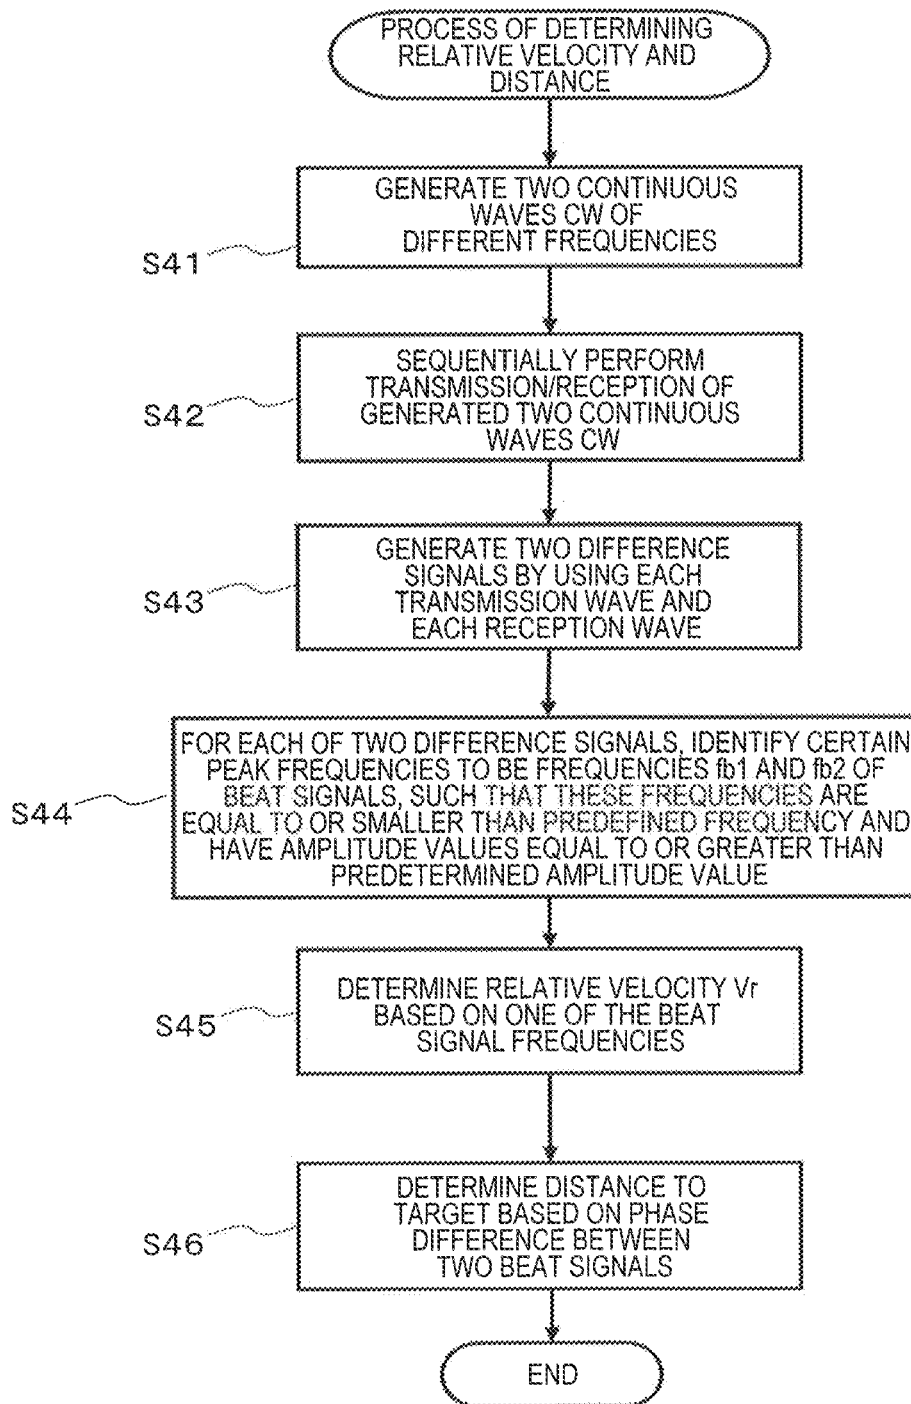 PROCESS OF DETERMINING
RELATIVE VELOCITY AND
DISTANCE
GENERATE TWO CONTINUOUS
WAVES CW OF
DIFFERENT FREQUENCIES
S41
SEQUENTIALLY PERFORM
TRANSMISSION/RECEPTION OF
GENERATED TWO CONTINUOUS
WAVES CW
S42
GENERATE TWO DIFFERENCE
SIGNALS BY USING EACH
TRANSMISSION WAVE AND
EACH RECEPTION WAVE
S43
FOR EACH OF TWO DIFFERENCE SIGNALS, IDENTIFY CERTAIN
PEAK FREQUENCIES TO BE FREQUENCIES fb1 AND fb2 OF
BEAT SIGNALS, SUCH THAT THESE FREQUENCIES ARE
EQUAL TO OR SMALLER THAN PREDEFINED FREQUENCY AND
HAVE AMPLITUDE VALUES EQUAL TO OR GREATER THAN
PREDETERMINED AMPLITUDE VALUE
S44
DETERMINE RELATIVE VELOCITY Vr
BASED ON ONE OF THE BEAT
SIGNAL FREQUENCIES
S45
DETERMINE DISTANCE TO
TARGET BASED ON PHASE
DIFFERENCE BETWEEN
TWO BEAT SIGNALS
S46
END